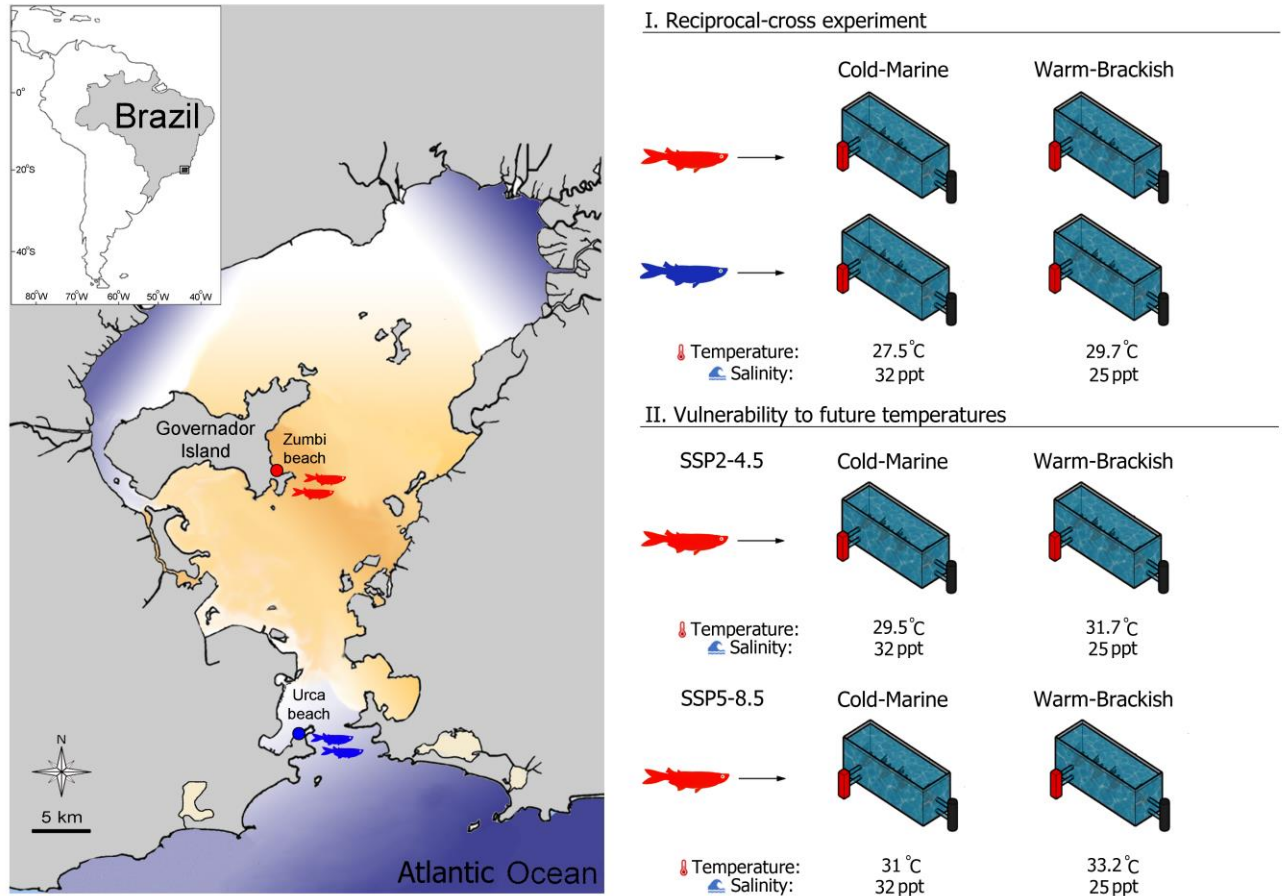 Brazil
0°
20°S
40°S
80°W 70°W 60°W 50°W 40°W
Governador
Island
Zumbi
beach
Urca
beach
N
5 km
Atlantic Ocean
I. Reciprocal-cross experiment
Cold-Marine Warm-Brackish
Temperature: 27.5°C 29.7°C
Salinity: 32 ppt 25 ppt
II. Vulnerability to future temperatures
SSP2-4.5 Cold-Marine Warm-Brackish
Temperature: 29.5°C 31.7°C
Salinity: 32 ppt 25 ppt
SSP5-8.5 Cold-Marine Warm-Brackish
Temperature: 31°C 33.2°C
Salinity: 32 ppt 25 ppt